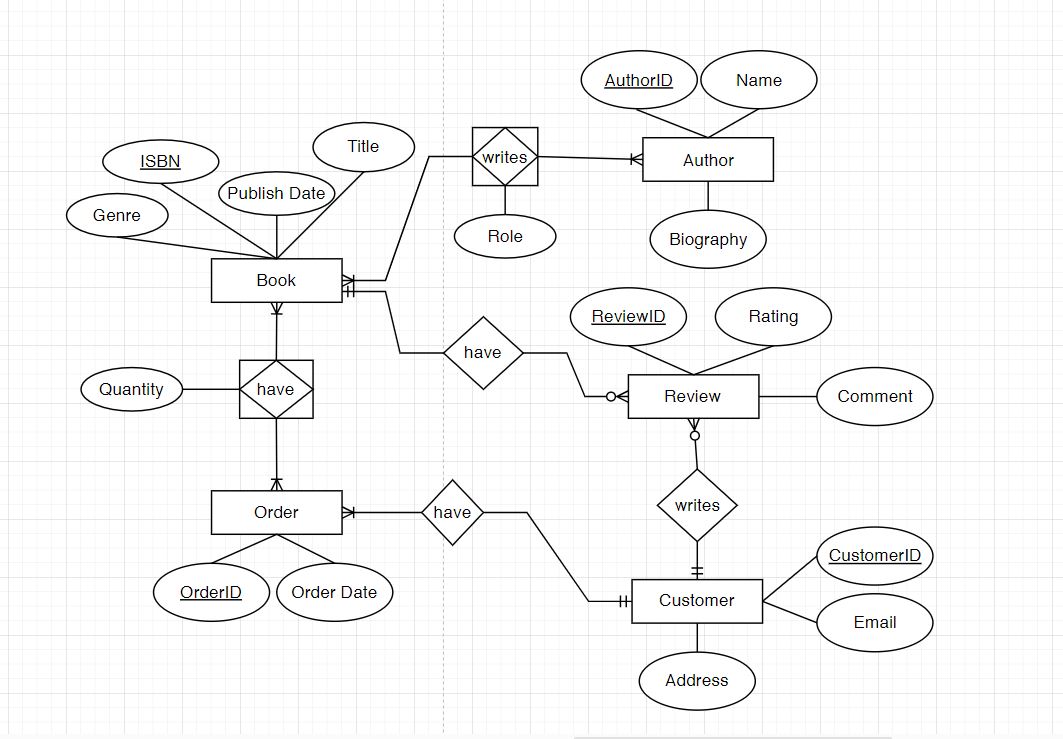 AuthorID
Name
Title
ISBN
writes
Author
Publish Date
Genre
Role
Biography
Book
ReviewID
Rating
have
Quantity
have
Review
Comment
writes
Order
have
CustomerID
OrderID
Order Date
Customer
Email
Address